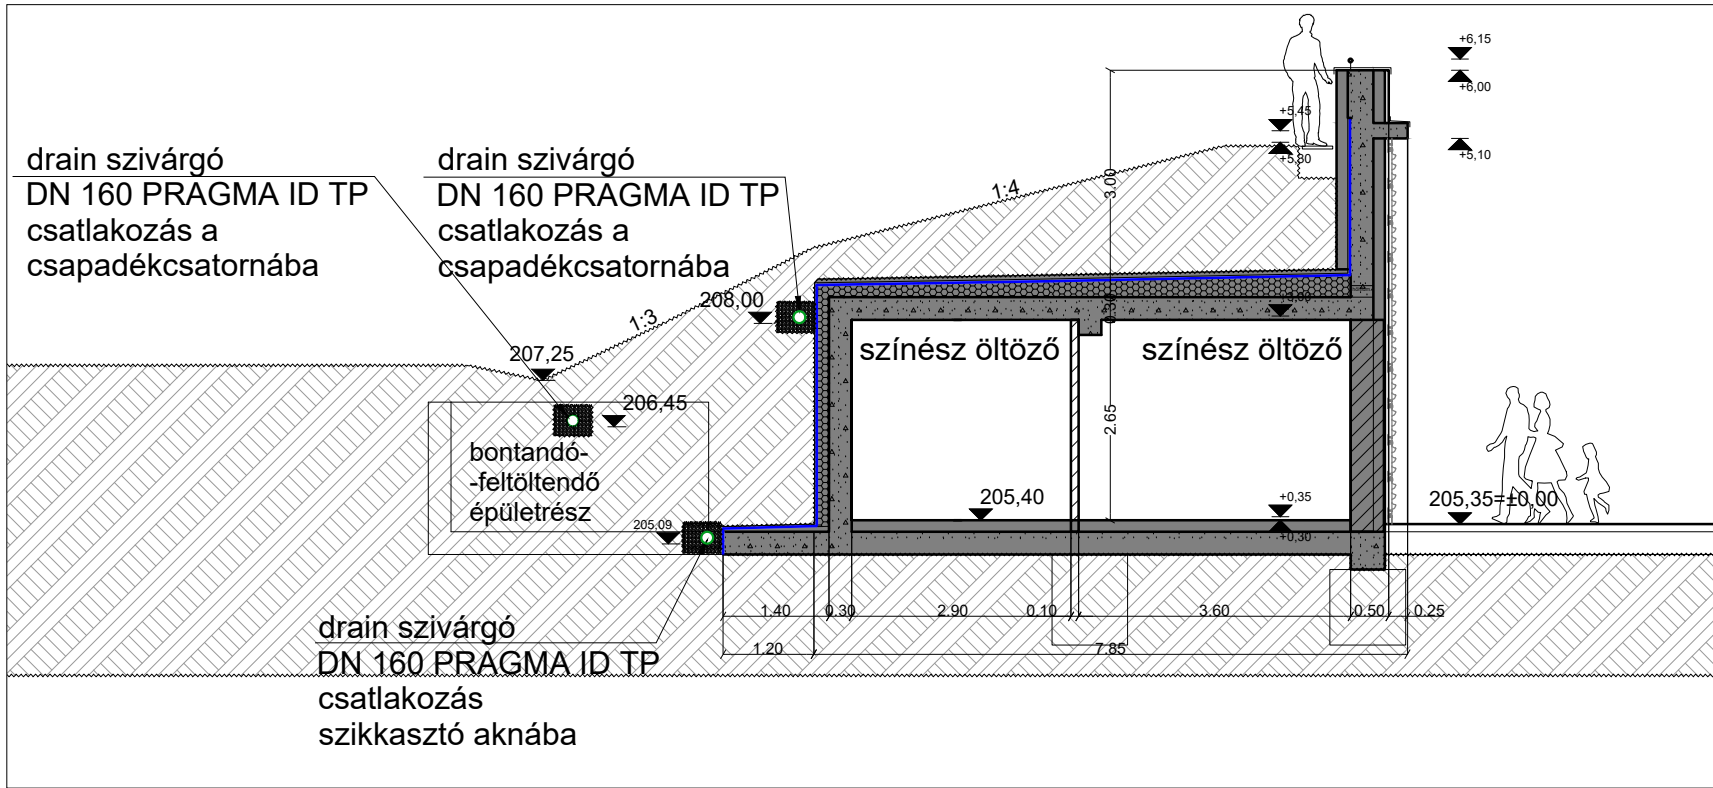 +6,15
+6,00
+5,45
+5,10
drain szivárgó
DN 160 PRAGMA ID TP
csatlakozás a
csapadékcsatornába
drain szivárgó
DN 160 PRAGMA ID TP
csatlakozás a
csapadékcsatornába
1:4
3.00
208,00
1:3
0.30
207,25
színész öltöző
színész öltöző
206,45
2.65
bontandó-
-feltöltendő
épületrész
205,40
+0,35
205,35=±0,00
205,09
+0,30
1.40
0.30
2.90
0.10
3.60
0.50
0.25
1.20
7.85
drain szivárgó
DN 160 PRAGMA ID TP
csatlakozás
szikkasztó aknába